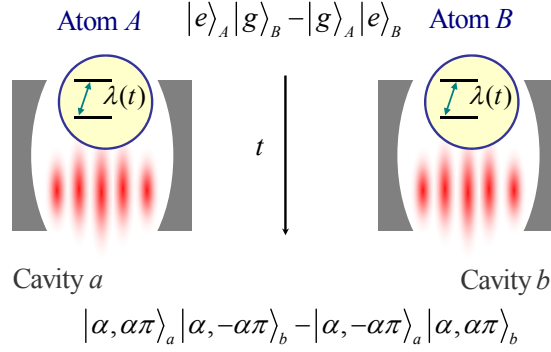 Atom A |e⟩_A|g⟩_B − |g⟩_A|e⟩_B Atom B
λ(t) λ(t)
t
Cavity a Cavity b
|α, απ⟩_a|α, −απ⟩_b − |α, −απ⟩_a|α, απ⟩_b